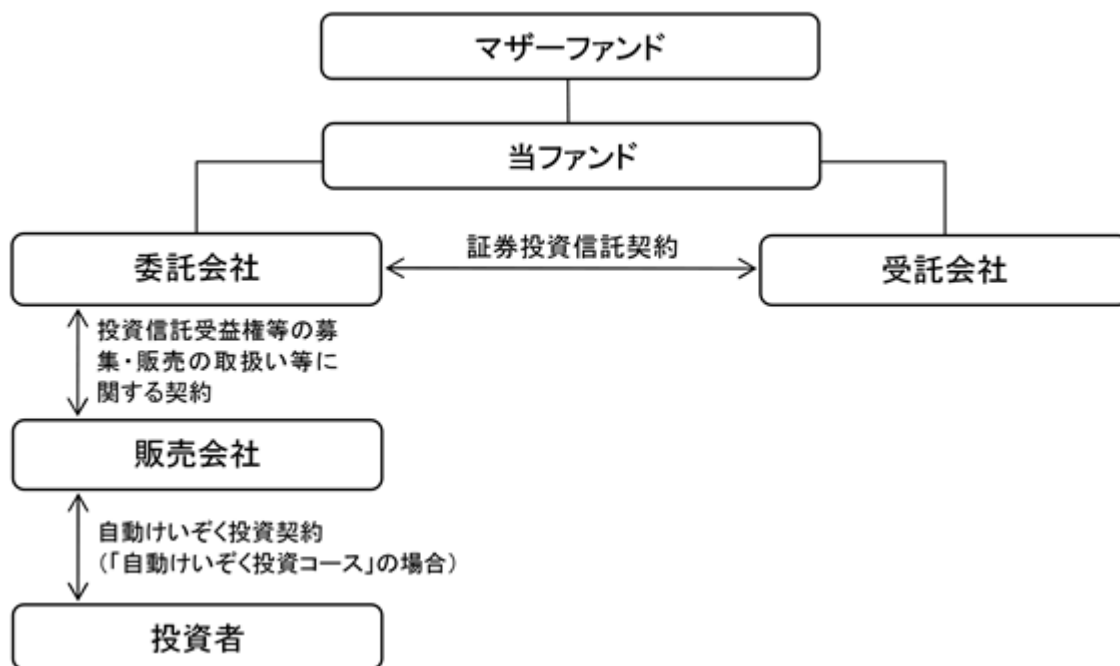 マザーファンド
当ファンド
委託会社
証券投資信託契約
受託会社
投資信託受益権等の募
集・販売の取扱い等に
関する契約
販売会社
自動けいぞく投資契約
(「自動けいぞく投資コース」の場合)
投資者